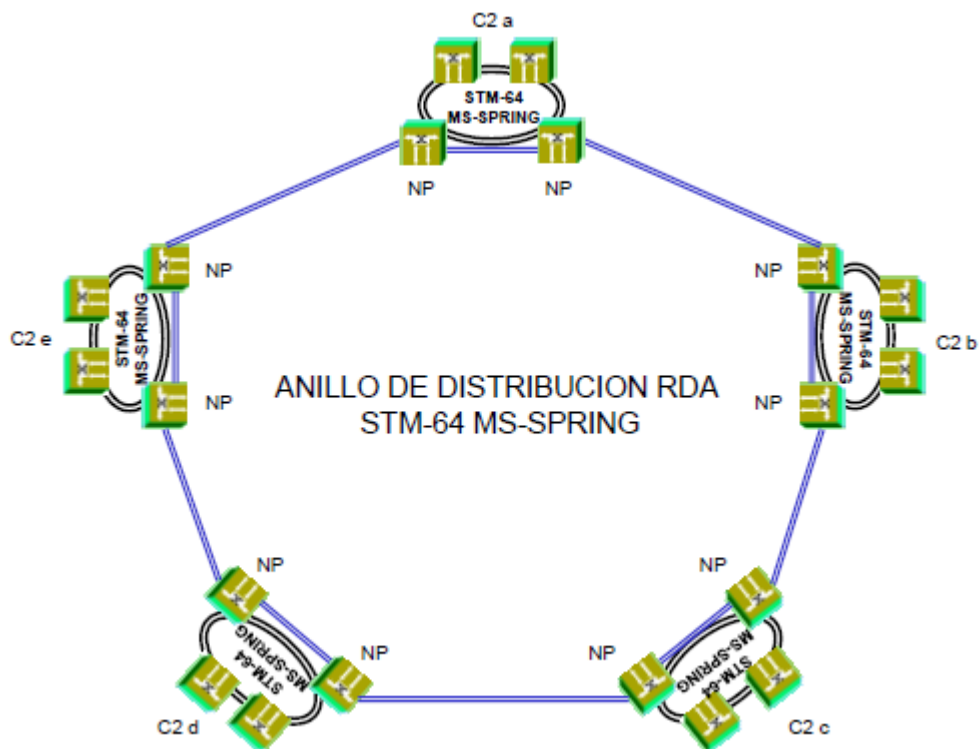 C2 a
STM-64
MS-SPRING
NP
NP
NP
NP
C2 e
STM-64
MS-SPRING
STM-64
MS-SPRING
C2 b
ANILLO DE DISTRIBUCION RDA
STM-64 MS-SPRING
NP
NP
NP
NP
MS-SPRING
STM-64
MS-SPRING
STM-64
NP
NP
C2 d
C2 c